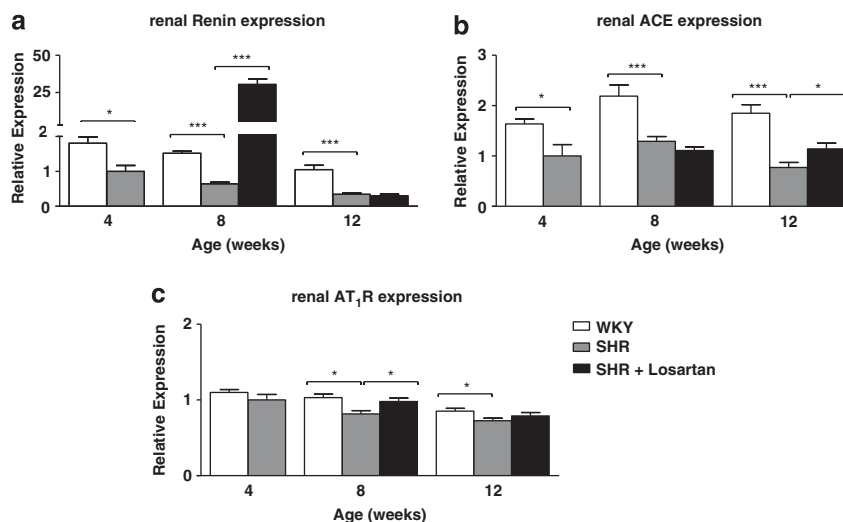 a
renal Renin expression
Relative Expression
50
25
2
1
0
*
***
***
***
4
8
12
Age (weeks)
b
renal ACE expression
Relative Expression
3
2
1
0
*
***
***
*
4
8
12
Age (weeks)
c
renal AT₁R expression
Relative Expression
2
1
0
*
*
*
4
8
12
Age (weeks)
WKY
SHR
SHR + Losartan